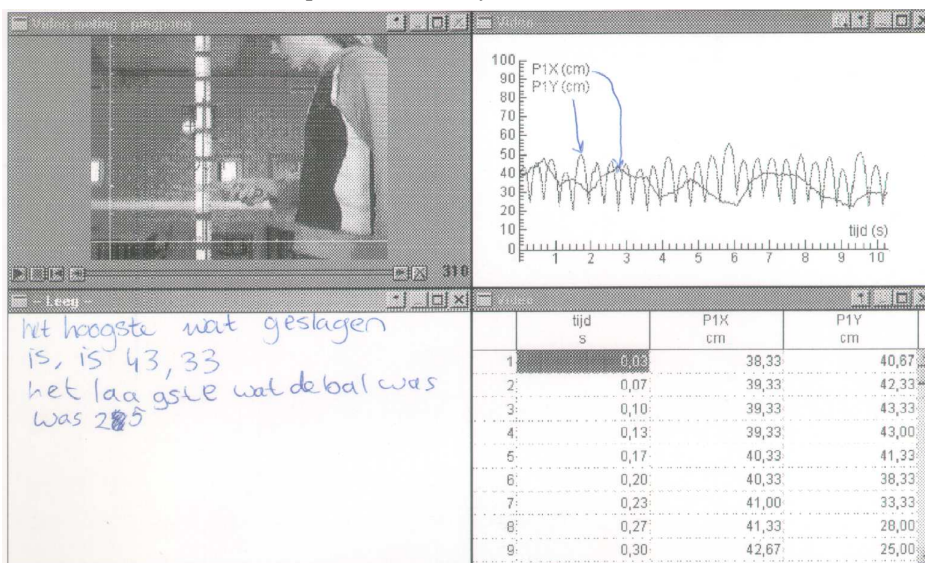 Video meting - pingpong
310
Video
100
90
80
70
60
50
40
30
20
10
0
P1X (cm)
P1Y (cm)
tijd (s)
1 2 3 4 5 6 7 8 9 10
- Leeg -
het hoogste wat geslagen
is, is 43,33
het laagste wat de bal was
was 25
Video
tijd P1X P1Y
s cm cm
1 0,03 38,33 40,67
2 0,07 39,33 42,33
3 0,10 39,33 43,33
4 0,13 39,33 43,00
5 0,17 40,33 41,33
6 0,20 40,33 38,33
7 0,23 41,00 33,33
8 0,27 41,33 28,00
9 0,30 42,67 25,00